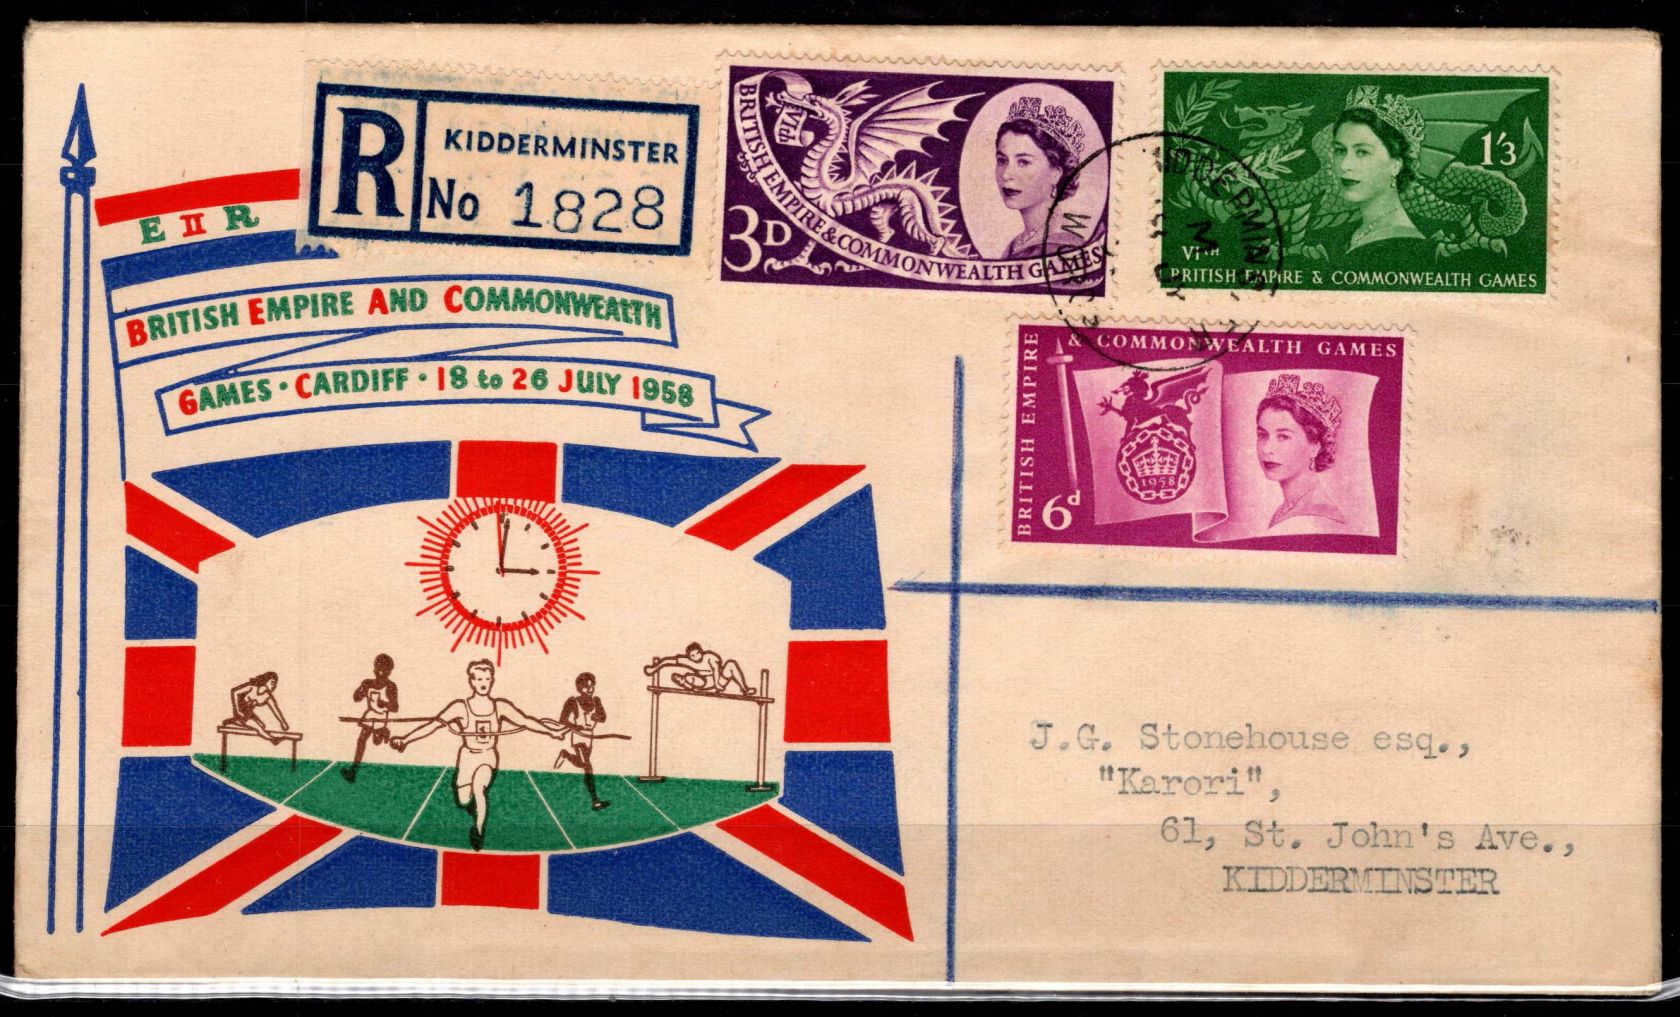 E II R
BRITISH EMPIRE AND COMMONWEALTH
GAMES · CARDIFF · 18 to 26 JULY 1958
1
R
KIDDERMINSTER
No 1828
VIth
BRITISH EMPIRE & COMMONWEALTH GAMES
3D
1'3
VITH
BRITISH EMPIRE & COMMONWEALTH GAMES
BRITISH EMPIRE & COMMONWEALTH GAMES
1958
6d
J.G. Stonehouse esq.,
"Karori",
61, St. John's Ave.,
KIDDERMINSTER